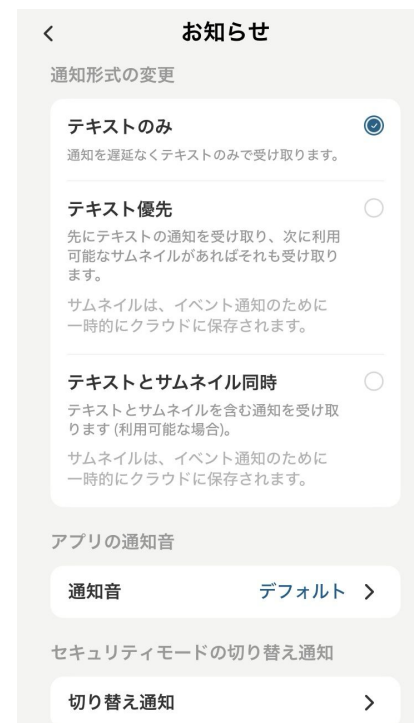 お知らせ
通知形式の変更
テキストのみ
通知を遅延なくテキストのみで受け取ります。
テキスト優先
先にテキストの通知を受け取り、次に利用
可能なサムネイルがあればそれも受け取り
ます。
サムネイルは、イベント通知のために
一時的にクラウドに保存されます。
テキストとサムネイル同時
テキストとサムネイルを含む通知を受け取
ります (利用可能な場合)。
サムネイルは、イベント通知のために
一時的にクラウドに保存されます。
アプリの通知音
通知音 デフォルト
セキュリティモードの切り替え通知
切り替え通知